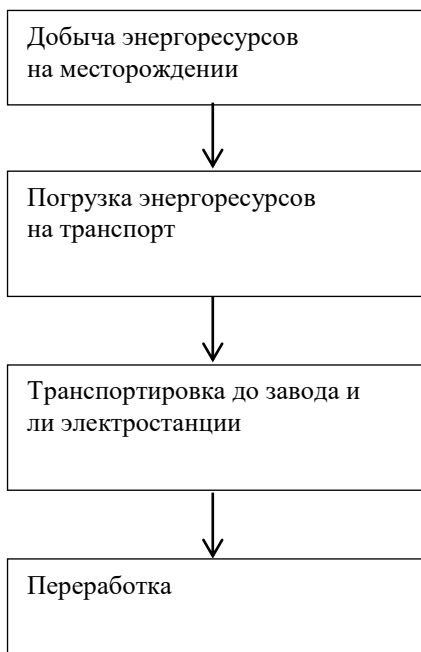 Добыча энергоресурсов
на месторождении
Погрузка энергоресурсов
на транспорт
Транспортировка до завода и
ли электростанции
Переработка